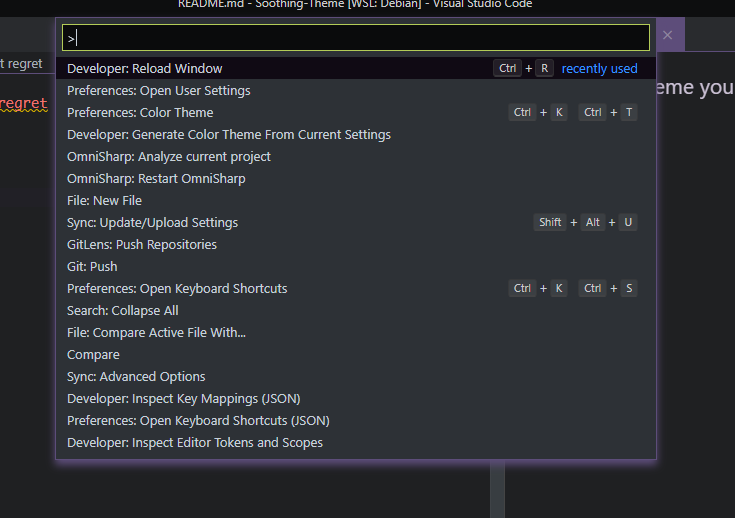 README.md - Soothing-Theme [WSL: Debian] - Visual Studio Code
>
t regret
regret
eme you
Developer: Reload Window Ctrl + R recently used
Preferences: Open User Settings
Preferences: Color Theme Ctrl + K Ctrl + T
Developer: Generate Color Theme From Current Settings
OmniSharp: Analyze current project
OmniSharp: Restart OmniSharp
File: New File
Sync: Update/Upload Settings Shift + Alt + U
GitLens: Push Repositories
Git: Push
Preferences: Open Keyboard Shortcuts Ctrl + K Ctrl + S
Search: Collapse All
File: Compare Active File With...
Compare
Sync: Advanced Options
Developer: Inspect Key Mappings (JSON)
Preferences: Open Keyboard Shortcuts (JSON)
Developer: Inspect Editor Tokens and Scopes